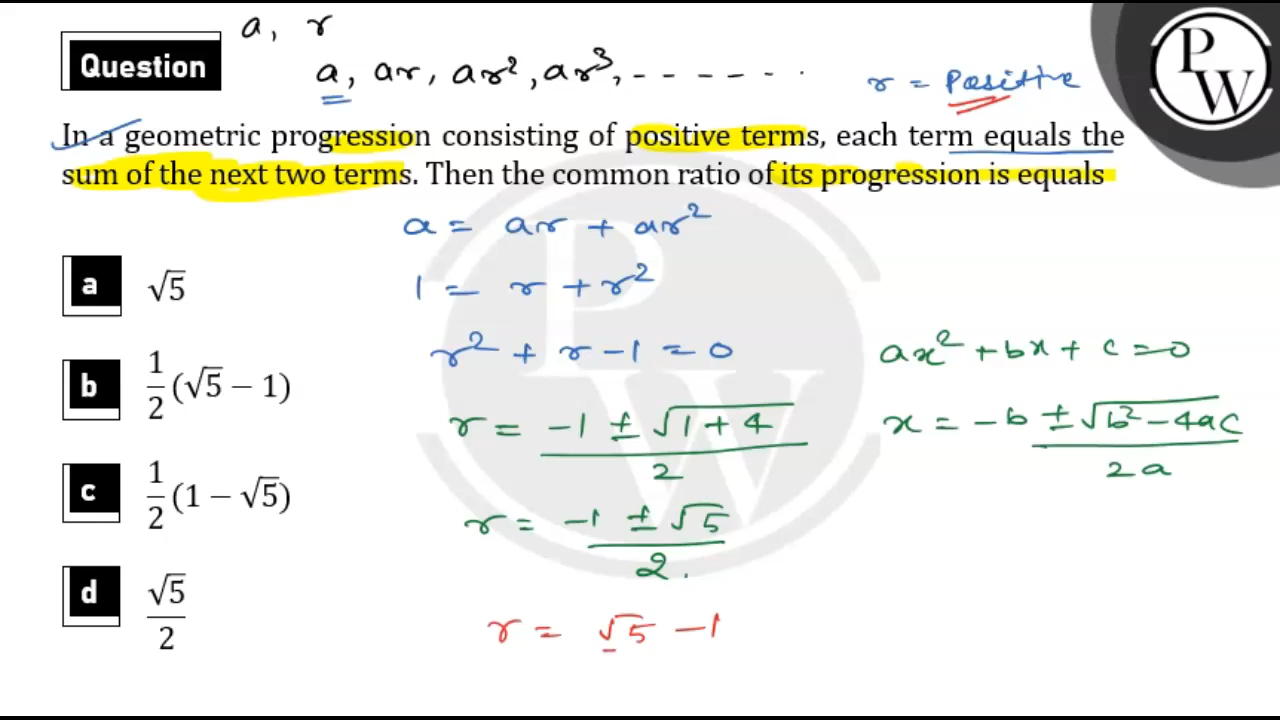 a, r
Question
a, ar, ar², ar³, - - - - - - .
r = Positive
PW
In a geometric progression consisting of positive terms, each term equals the
sum of the next two terms. Then the common ratio of its progression is equals
a = ar + ar²
a √5
1 = r + r²
r² + r - 1 = 0
ax² + bx + c = 0
b 1/2 (√5 − 1)
r = (-1 ± √(1 + 4))/2
x = (-b ± √(b² - 4ac))/2a
c 1/2 (1 − √5)
r = (-1 ± √5)/2.
d √5/2
r = √5 - 1